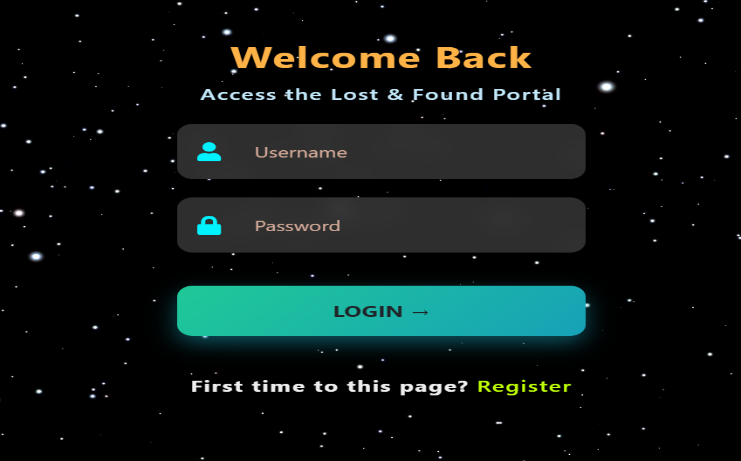 Welcome Back
Access the Lost & Found Portal
Username
Password
LOGIN →
First time to this page? Register